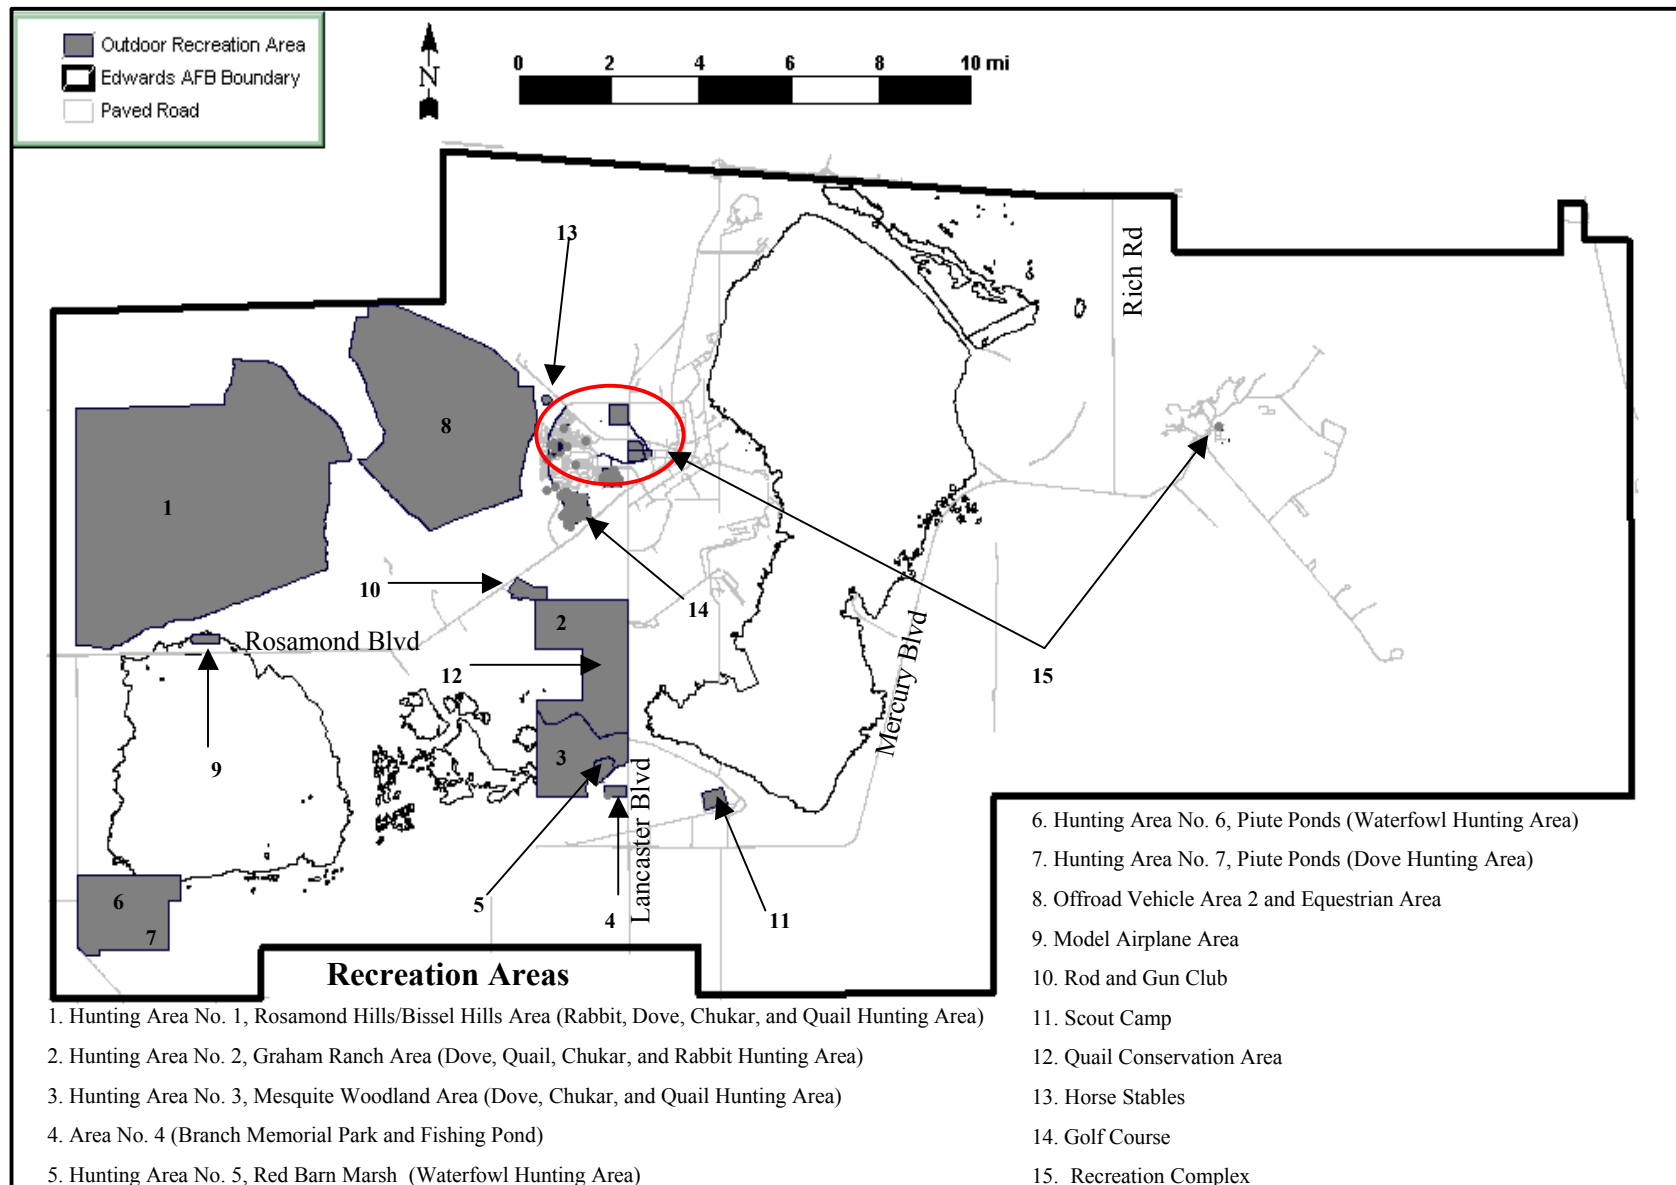 Outdoor Recreation Area
Edwards AFB Boundary
Paved Road
N
0 2 4 6 8 10 mi
13
Rich Rd
8
1
10
14
2
Rosamond Blvd
12
15
Mercury Blvd
9
3
Lancaster Blvd
6
5
4
11
7
Recreation Areas
1. Hunting Area No. 1, Rosamond Hills/Bissel Hills Area (Rabbit, Dove, Chukar, and Quail Hunting Area)
2. Hunting Area No. 2, Graham Ranch Area (Dove, Quail, Chukar, and Rabbit Hunting Area)
3. Hunting Area No. 3, Mesquite Woodland Area (Dove, Chukar, and Quail Hunting Area)
4. Area No. 4 (Branch Memorial Park and Fishing Pond)
5. Hunting Area No. 5, Red Barn Marsh (Waterfowl Hunting Area)
6. Hunting Area No. 6, Piute Ponds (Waterfowl Hunting Area)
7. Hunting Area No. 7, Piute Ponds (Dove Hunting Area)
8. Offroad Vehicle Area 2 and Equestrian Area
9. Model Airplane Area
10. Rod and Gun Club
11. Scout Camp
12. Quail Conservation Area
13. Horse Stables
14. Golf Course
15. Recreation Complex